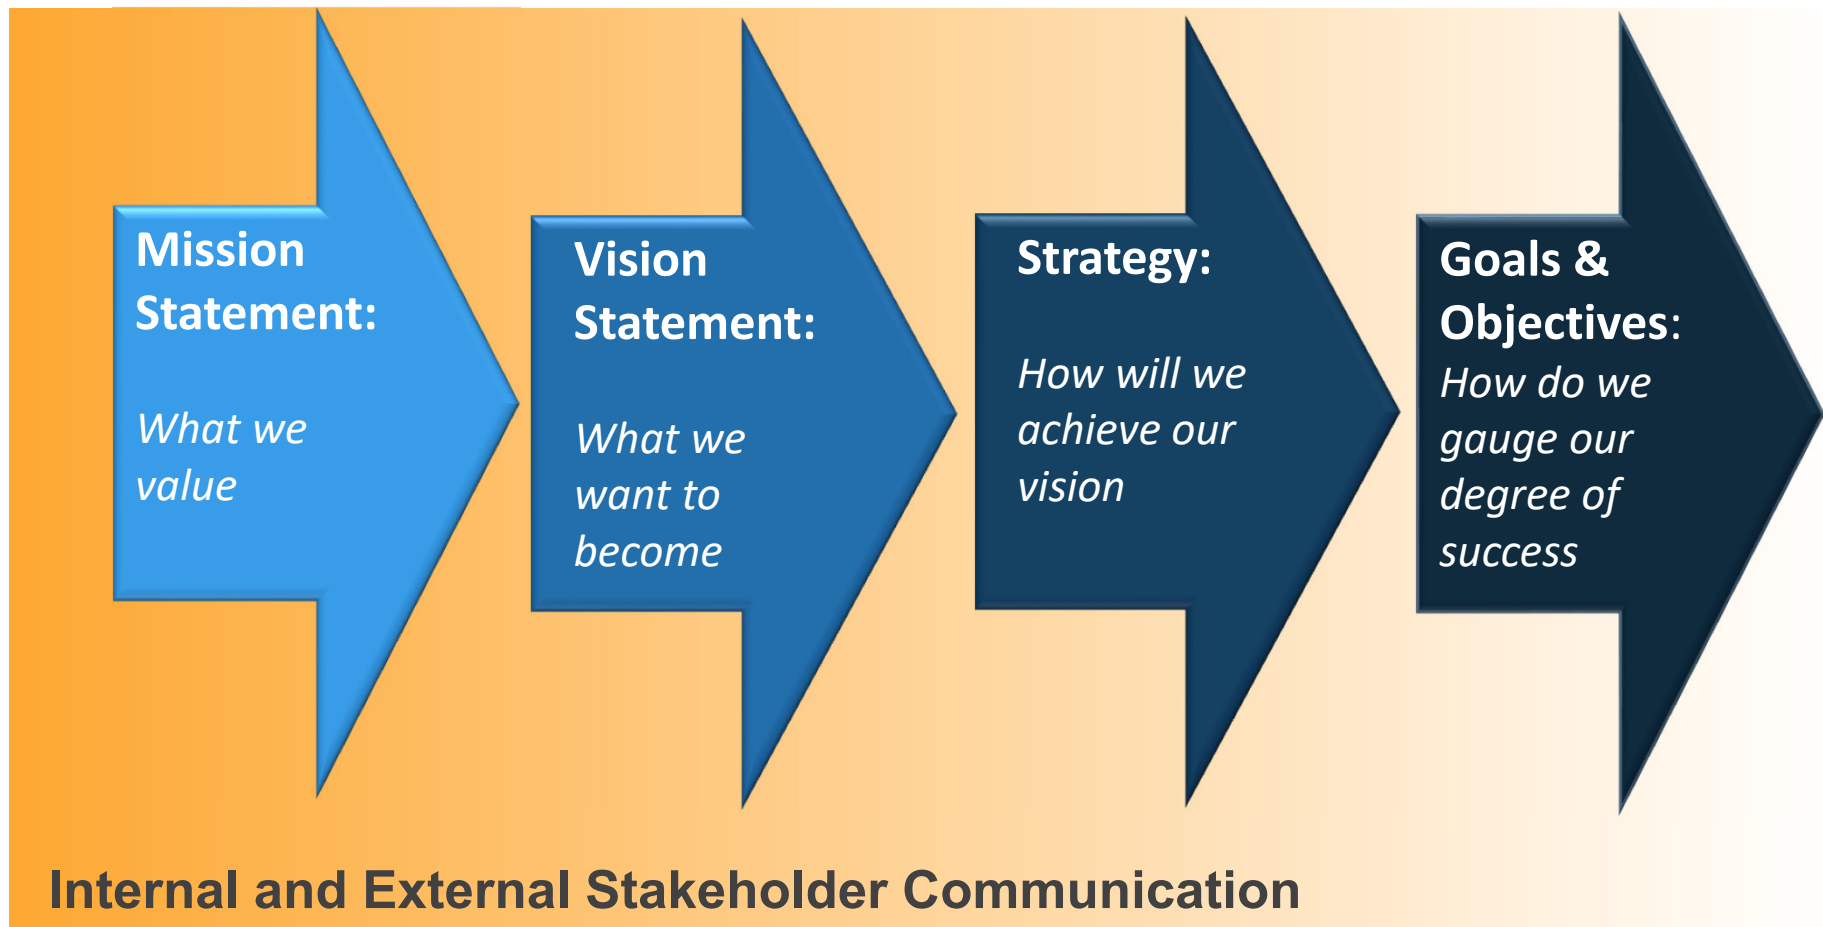 Mission
Statement:
What we
value
Vision
Statement:
What we
want to
become
Strategy:
How will we
achieve our
vision
Goals &
Objectives:
How do we
gauge our
degree of
success
Internal and External Stakeholder Communication